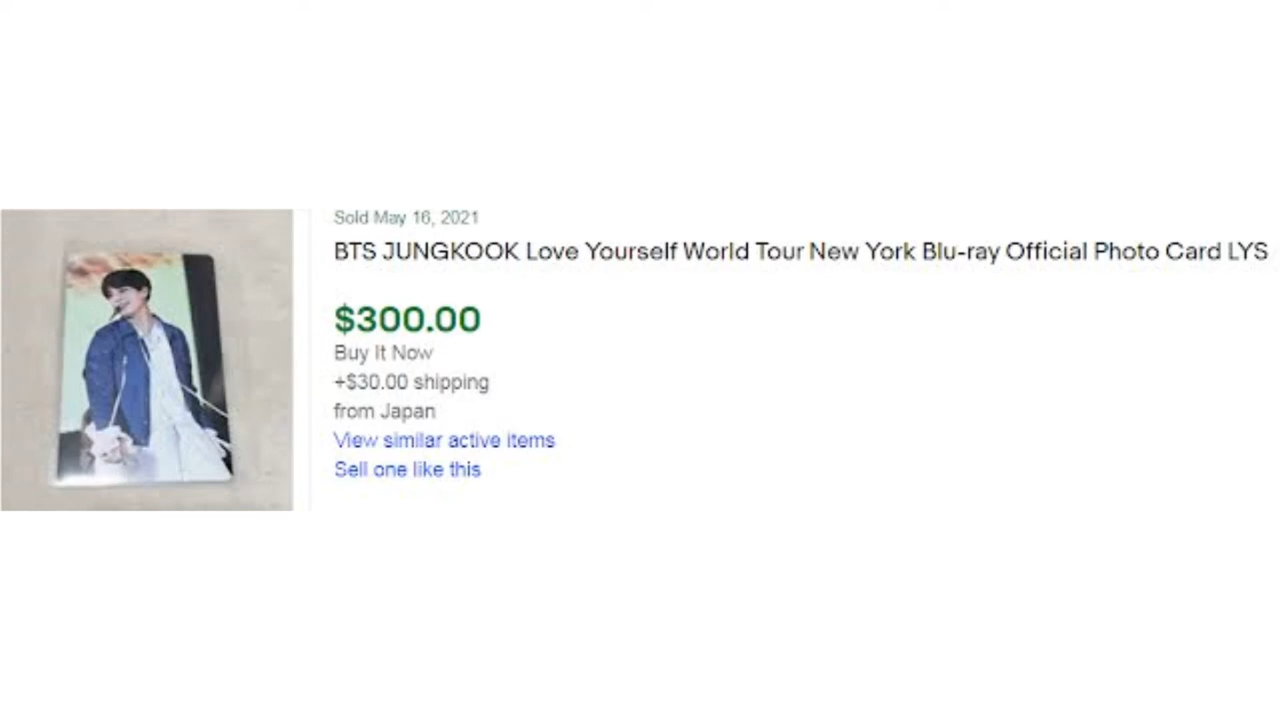 Sold May 16, 2021
BTS JUNGKOOK Love Yourself World Tour New York Blu-ray Official Photo Card LYS
$300.00
Buy It Now
+$30.00 shipping
from Japan
View similar active items
Sell one like this